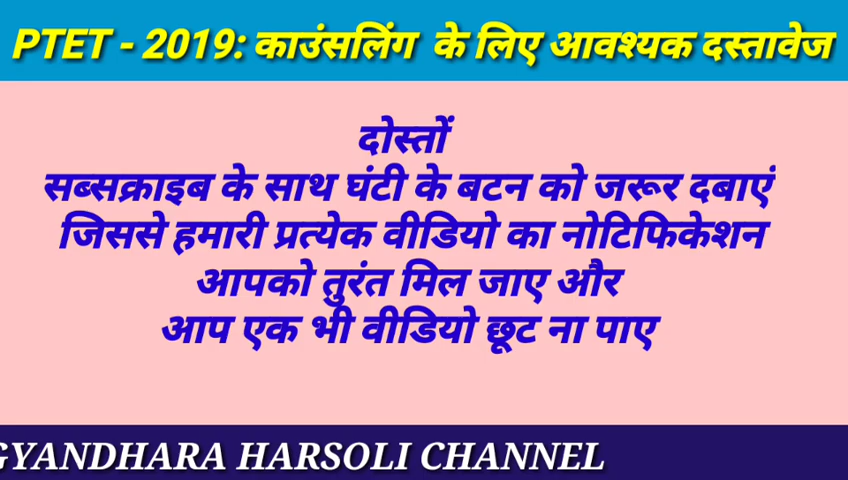 PTET - 2019: काउंसलिंग के लिए आवश्यक दस्तावेज
दोस्तों
सब्सक्राइब के साथ घंटी के बटन को जरूर दबाएं
जिससे हमारी प्रत्येक वीडियो का नोटिफिकेशन
आपको तुरंत मिल जाए और
आप एक भी वीडियो छूट ना पाए
GYANDHARA HARSOLI CHANNEL